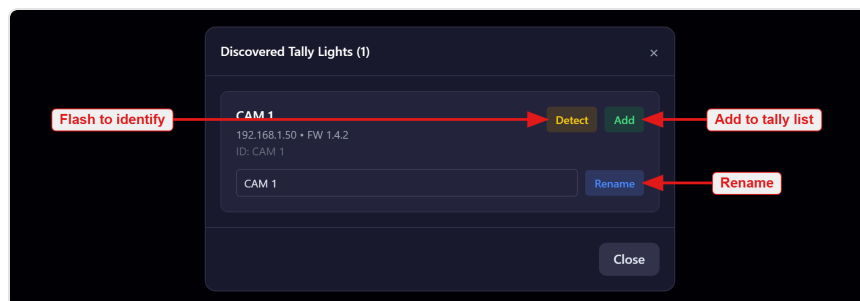 Discovered Tally Lights (1) ×
CAM 1
Flash to identify
Detect
Add
Add to tally list
192.168.1.50 • FW 1.4.2
ID: CAM 1
CAM 1
Rename
Rename
Close